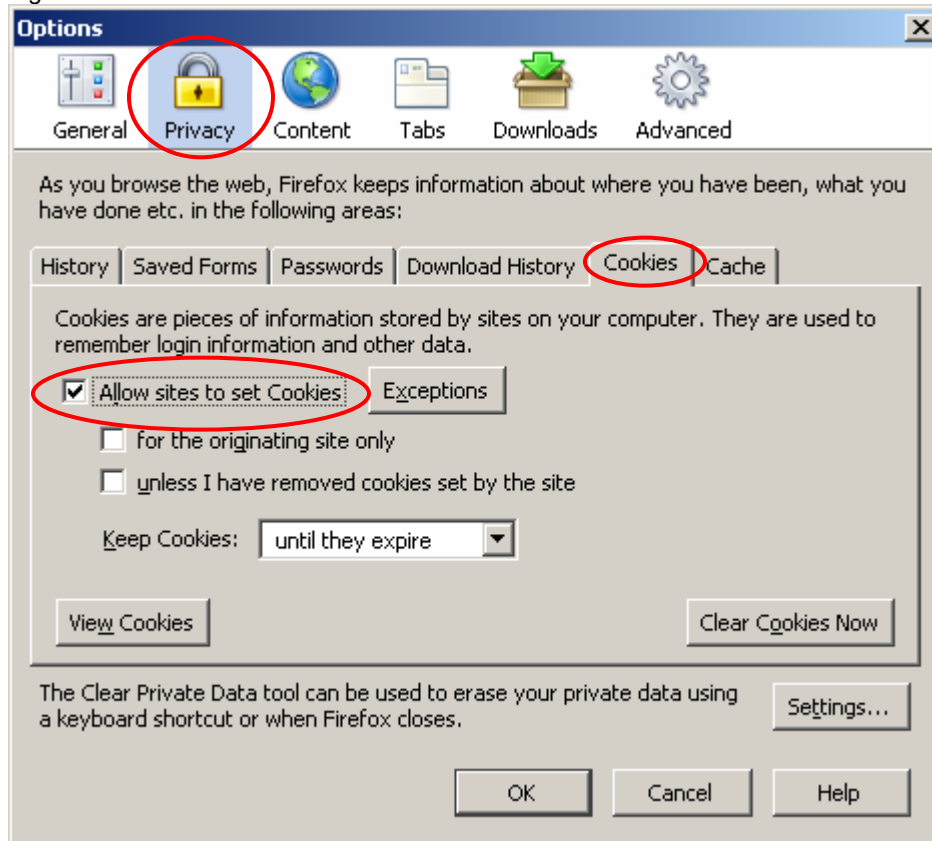 Options
General Privacy Content Tabs Downloads Advanced
As you browse the web, Firefox keeps information about where you have been, what you
have done etc. in the following areas:
History Saved Forms Passwords Download History Cookies Cache
Cookies are pieces of information stored by sites on your computer. They are used to
remember login information and other data.
Allow sites to set Cookies Exceptions
for the originating site only
unless I have removed cookies set by the site
Keep Cookies: until they expire
View Cookies Clear Cookies Now
The Clear Private Data tool can be used to erase your private data using
a keyboard shortcut or when Firefox closes.
Settings...
OK Cancel Help